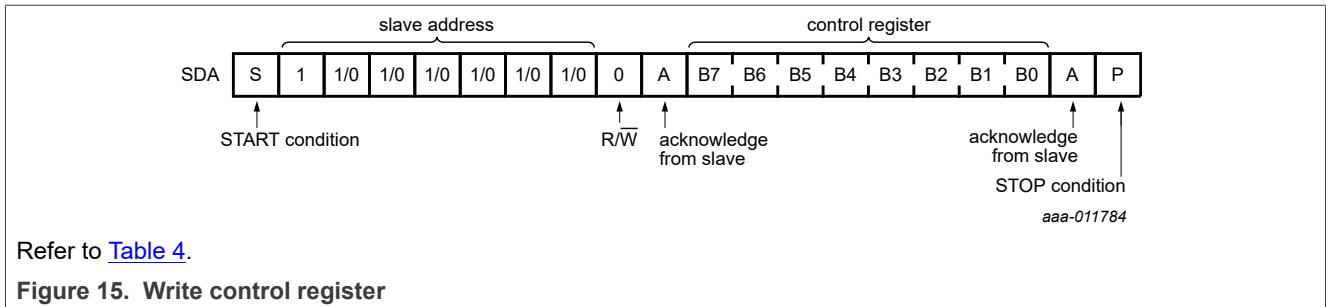 slave address control register
SDA S 1 1/0 1/0 1/0 1/0 1/0 1/0 0 A B7 B6 B5 B4 B3 B2 B1 B0 A P
START condition R/W̅ acknowledge from slave acknowledge from slave
STOP condition
aaa-011784
Refer to Table 4.
Figure 15. Write control register